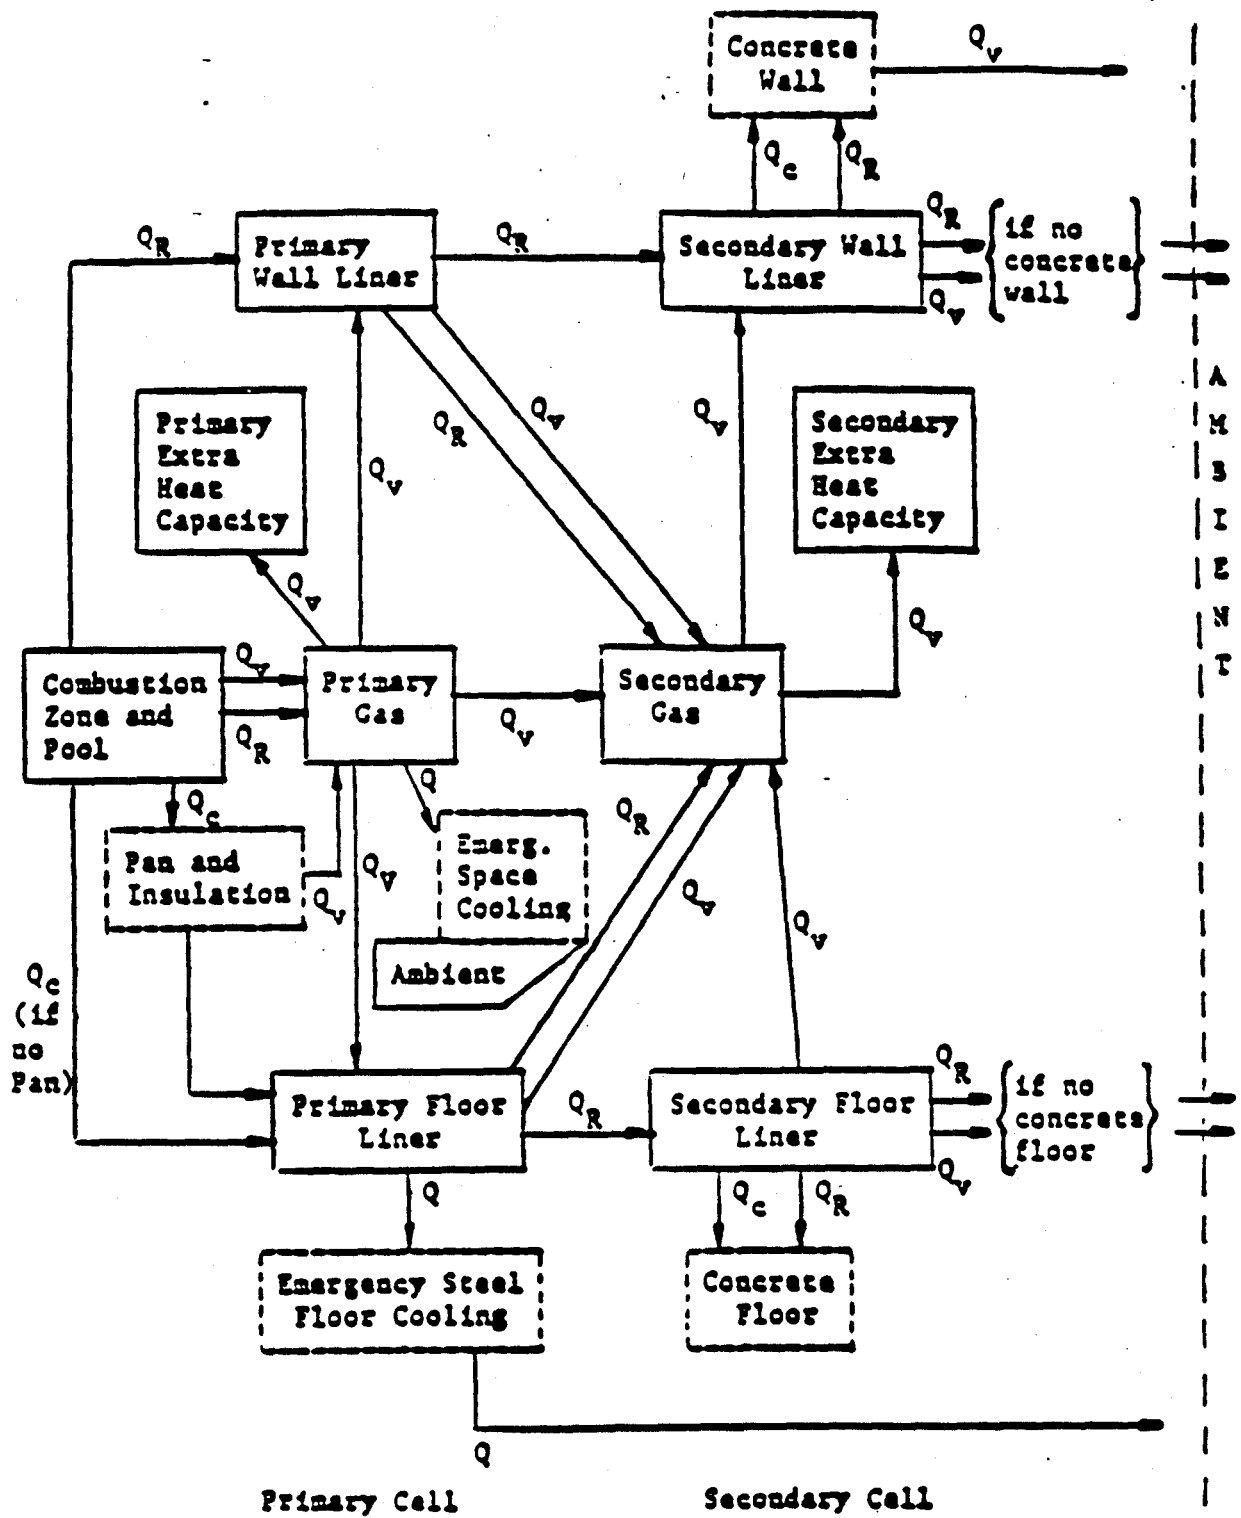 Concrete
Wall
Q_v
Q_c
Q_R
Q_R
Primary
Wall Liner
Q_R
Secondary Wall
Liner
Q_R
Q_v
if no
concrete
wall
AMBIENT
Primary
Extra
Heat
Capacity
Q_v
Q_R
Q_v
Q_v
Secondary
Extra
Heat
Capacity
Q_v
Q_v
Combustion
Zone and
Pool
Q_v
Q_R
Primary
Gas
Q_v
Secondary
Gas
Q_c
Pan and
Insulation
Q_v
Q_v
Q
Emerg.
Space
Cooling
Ambient
Q_R
Q_v
Q_v
Q_c
(if
no
Pan)
Primary Floor
Liner
Q_R
Secondary Floor
Liner
Q_R
Q_v
if no
concrete
floor
Q
Q_c
Q_R
Emergency Steel
Floor Cooling
Concrete
Floor
Q
Primary Cell
Secondary Cell